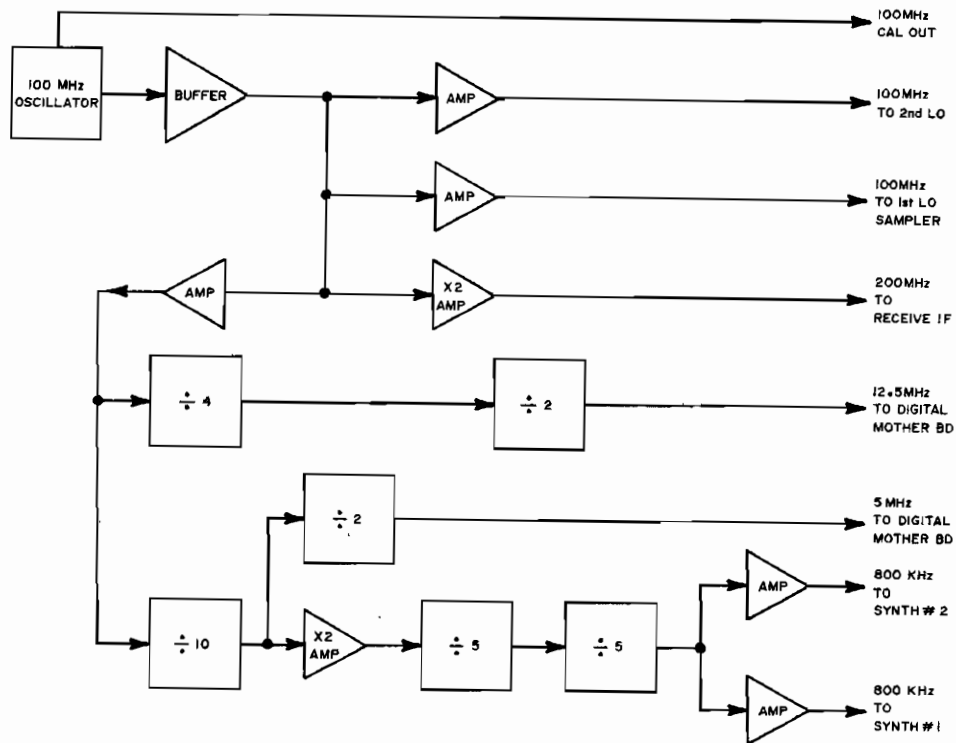 100MHz
CAL OUT
100 MHz
OSCILLATOR
BUFFER
AMP
100MHz
TO 2nd LO
AMP
100MHz
TO 1st LO
SAMPLER
AMP
X2
AMP
200MHz
TO
RECEIVE IF
÷ 4
÷ 2
12.5MHz
TO DIGITAL
MOTHER BD
÷ 2
5 MHz
TO DIGITAL
MOTHER BD
AMP
800 KHz
TO
SYNTH # 2
÷ 10
X2
AMP
÷ 5
÷ 5
AMP
800 KHz
TO
SYNTH #1